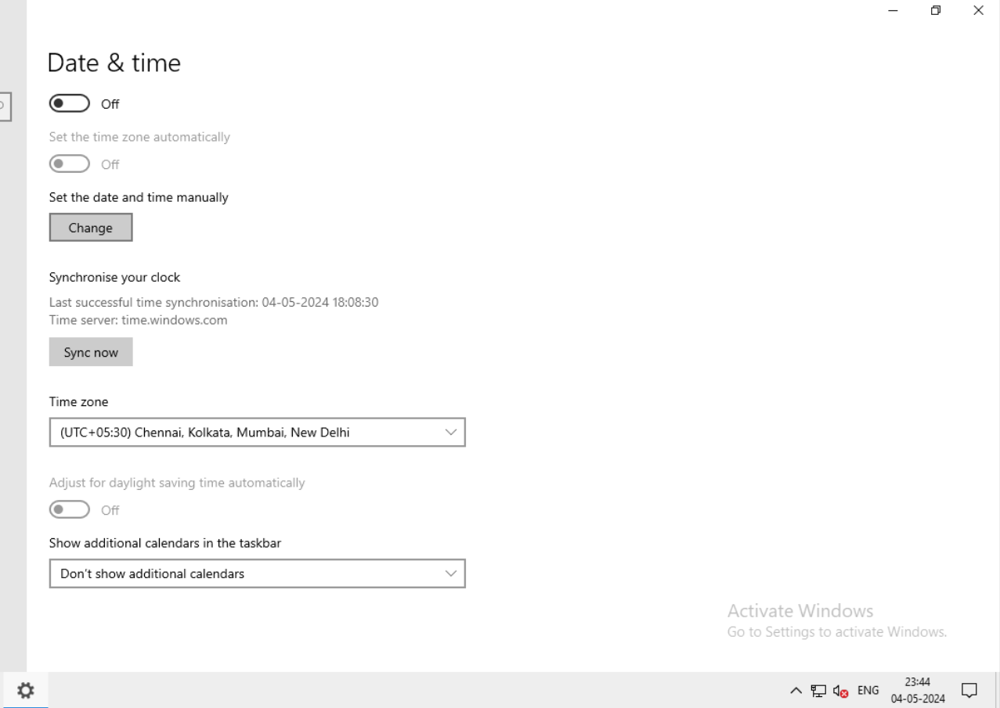 Date & time
Off
Set the time zone automatically
Off
Set the date and time manually
Change
Synchronise your clock
Last successful time synchronisation: 04-05-2024 18:08:30
Time server: time.windows.com
Sync now
Time zone
(UTC+05:30) Chennai, Kolkata, Mumbai, New Delhi
Adjust for daylight saving time automatically
Off
Show additional calendars in the taskbar
Don't show additional calendars
Activate Windows
Go to Settings to activate Windows.
ENG
23:44
04-05-2024